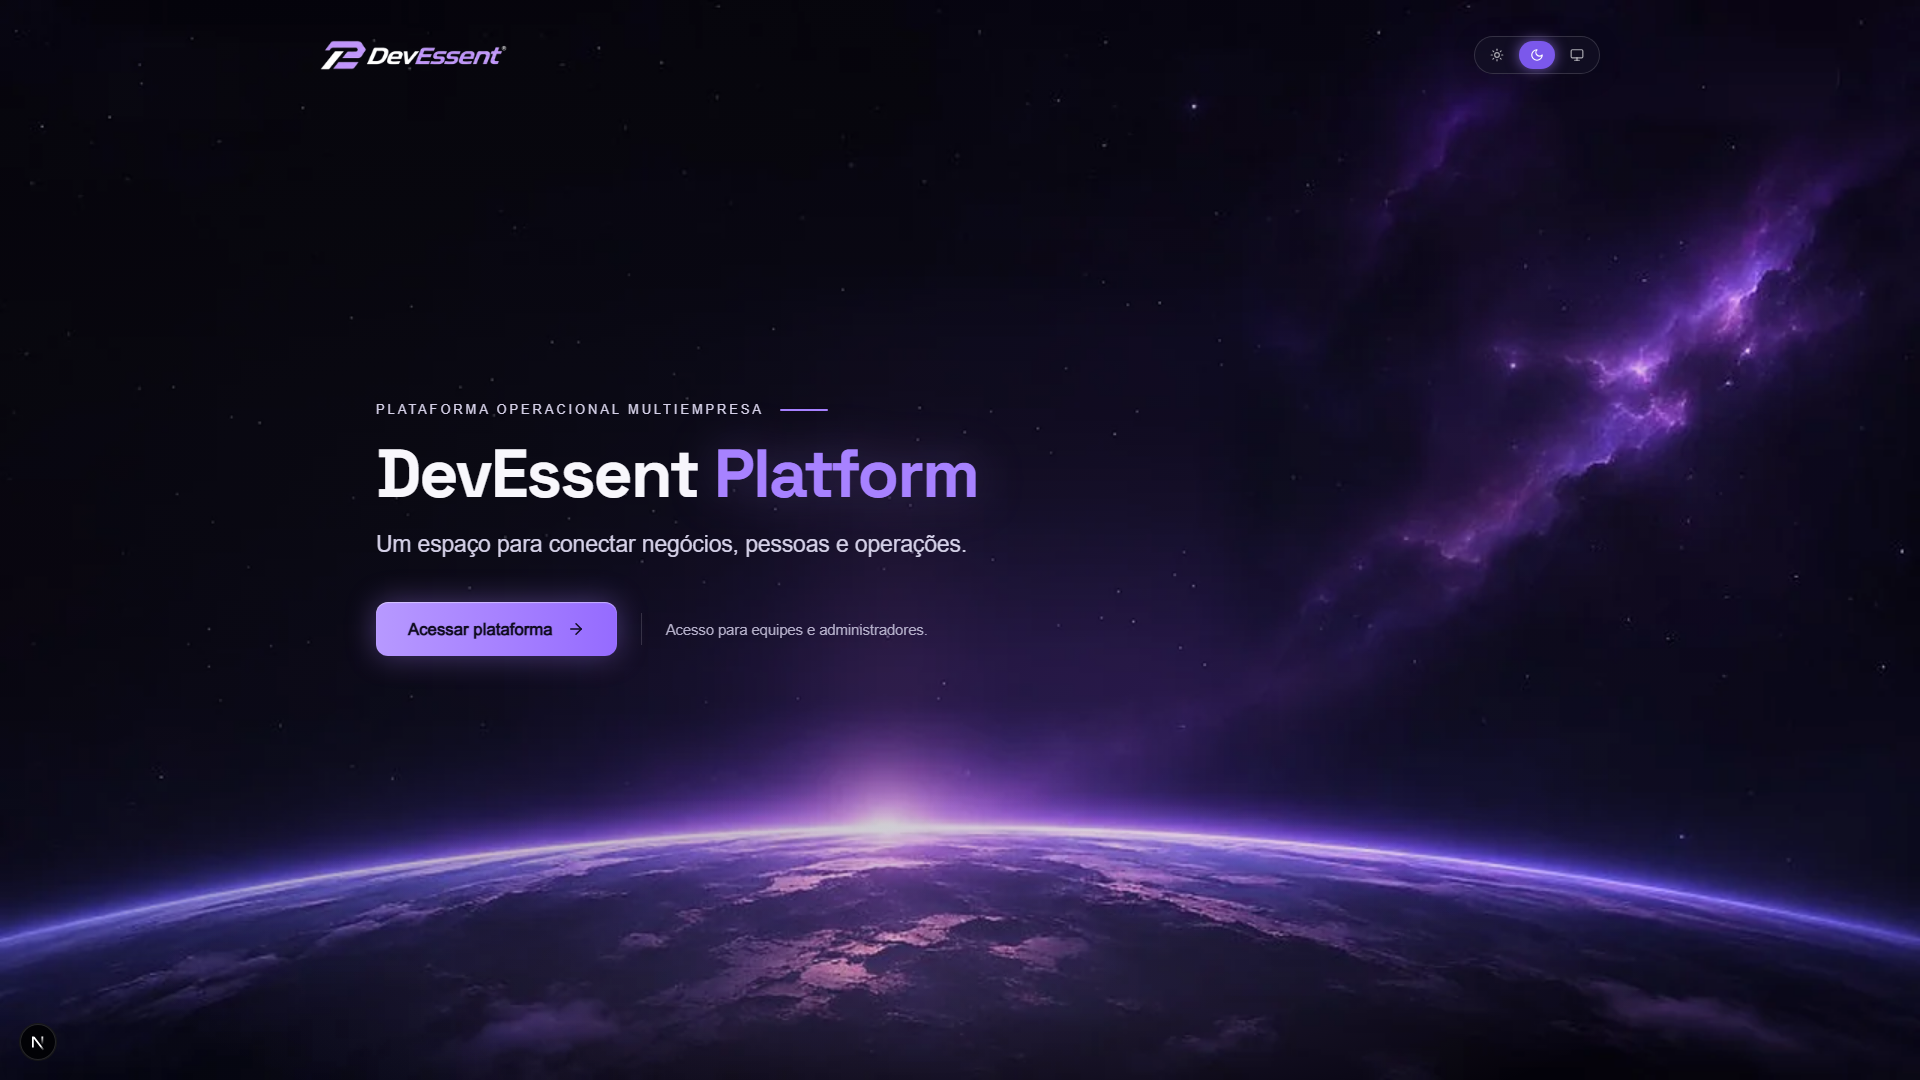 DevEssent
PLATAFORMA OPERACIONAL MULTIEMPRESA
DevEssent Platform
Um espaço para conectar negócios, pessoas e operações.
Acessar plataforma
Acesso para equipes e administradores.
N